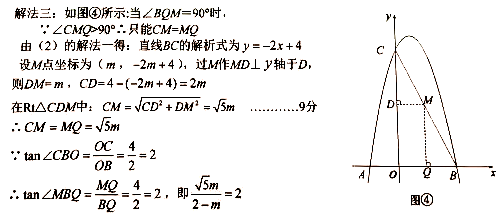 解法三：如图④所示:当∠BQM＝90°时，
∵∠CMQ>90°∴只能CM=MQ
由（2）的解法一得：直线BC的解析式为y＝-2x+4
设M点坐标为（m，-2m+4），过M作MD⊥y轴于D，
则DM=m，CD=4-(-2m+4)=2m
在Rt△CDM中：CM=√(CD²+DM²)=√5m …………9分
∴CM=MQ=√5m
∵tan∠CBO=OC/OB=4/2=2
∴tan∠MBQ=MQ/BQ=4/2=2，即√5m/(2-m)=2
y
C
D
M
A
O
Q
B
x
图④